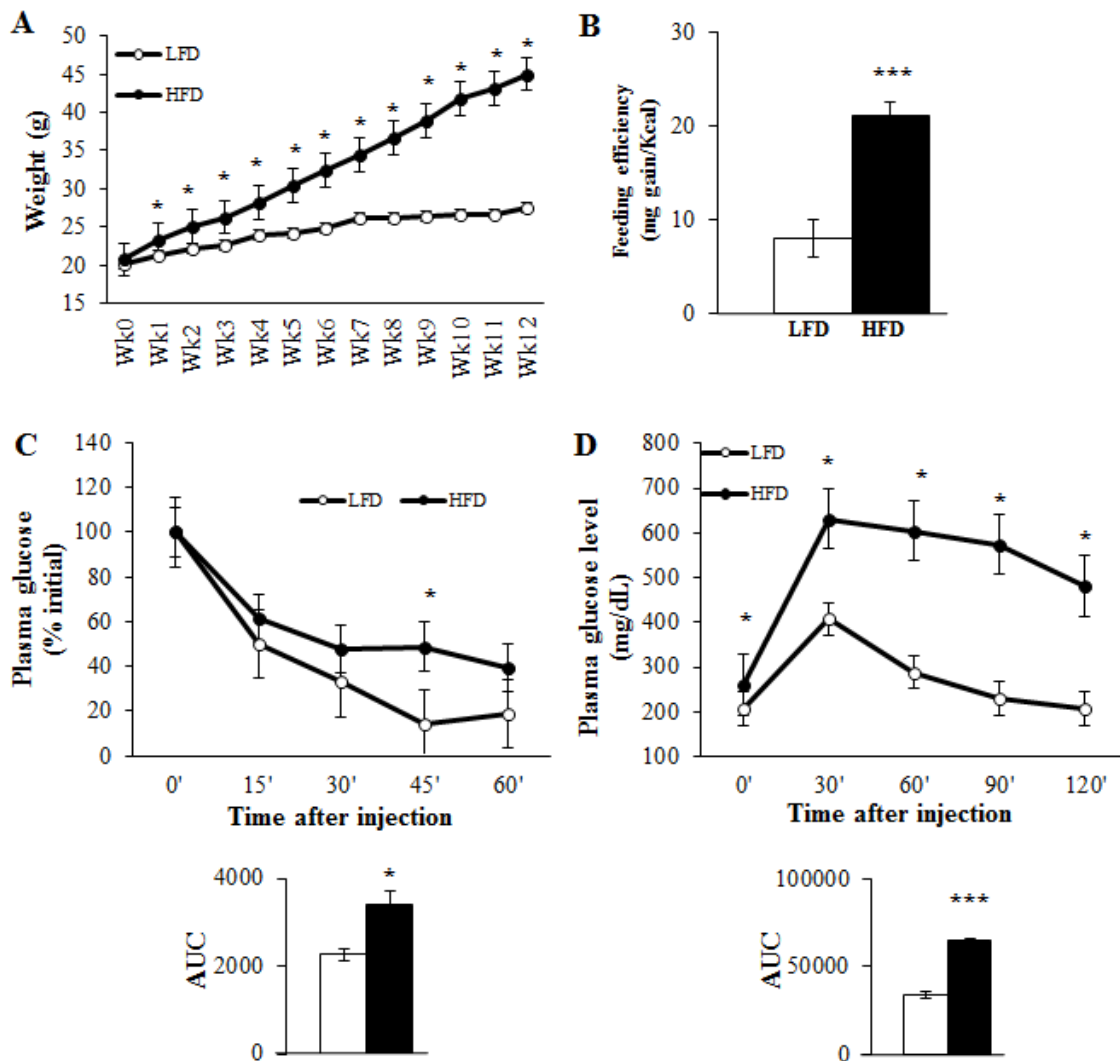 A
50
45
40
35
30
25
20
15
Weight (g)
LFD
HFD
* * * * * * * * * * * *
Wk0
Wk1
Wk2
Wk3
Wk4
Wk5
Wk6
Wk7
Wk8
Wk9
Wk10
Wk11
Wk12
B
30
20
10
0
Feeding efficiency
(mg gain/Kcal)
***
LFD HFD
C
140
120
100
80
60
40
20
0
Plasma glucose
(% initial)
LFD HFD
*
0' 15' 30' 45' 60'
Time after injection
4000
2000
0
AUC
*
D
800
700
600
500
400
300
200
100
Plasma glucose level
(mg/dL)
LFD
HFD
* * * * *
0' 30' 60' 90' 120'
Time after injection
100000
50000
0
AUC
***